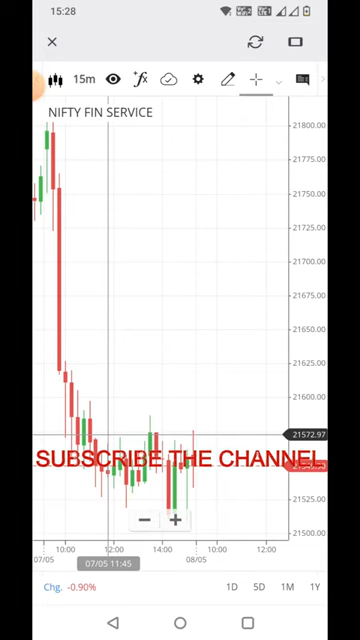 15:28
15m
fx
NIFTY FIN SERVICE
21800.00
21775.00
21750.00
21725.00
21700.00
21675.00
21650.00
21625.00
21600.00
21572.97
SUBSCRIBE THE CHANNEL
21525.00
21500.00
10:00 12:00 14:00 10:00 12:00
07/05 08/05
07/05 11:45
Chg. -0.90% 1D 5D 1M 1Y